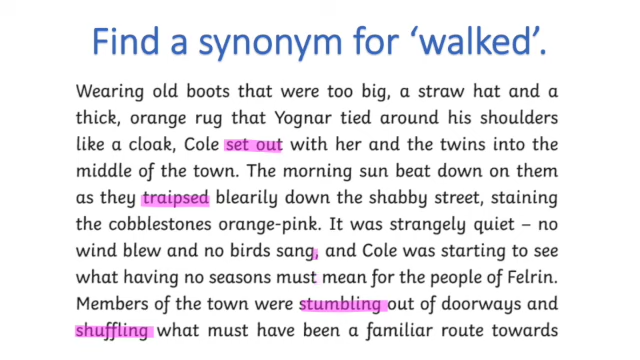 Find a synonym for ‘walked’.
Wearing old boots that were too big, a straw hat and a
thick, orange rug that Yognar tied around his shoulders
like a cloak, Cole set out with her and the twins into the
middle of the town. The morning sun beat down on them
as they traipsed blearily down the shabby street, staining
the cobblestones orange-pink. It was strangely quiet – no
wind blew and no birds sang, and Cole was starting to see
what having no seasons must mean for the people of Felrin.
Members of the town were stumbling out of doorways and
shuffling what must have been a familiar route towards